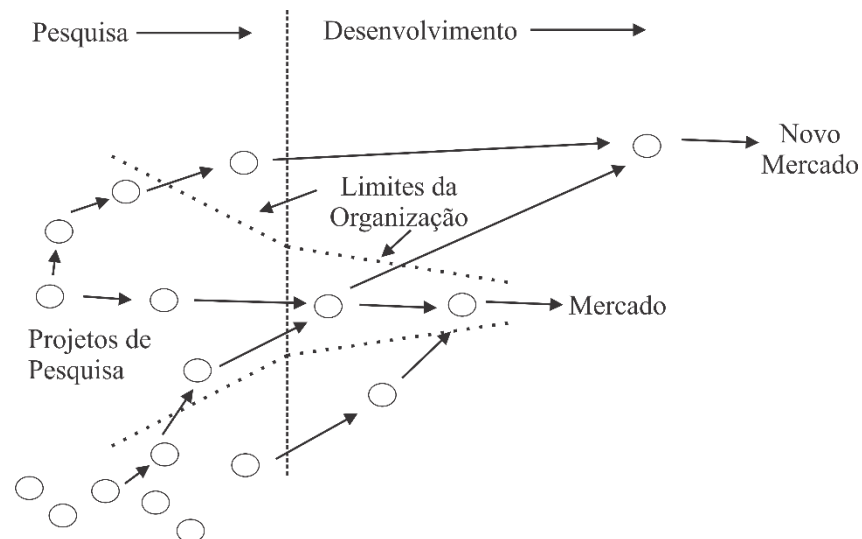 Pesquisa
Desenvolvimento
Novo
Mercado
Limites da
Organização
Mercado
Projetos de
Pesquisa